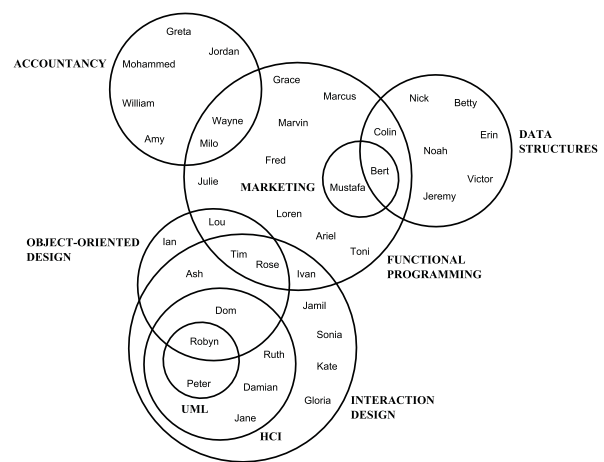 Greta
Jordan
ACCOUNTANCY
Mohammed
Grace
Marcus
William
Nick
Betty
Wayne
Marvin
Colin
Erin
DATA
STRUCTURES
Amy
Milo
Noah
Fred
Bert
Julie
MARKETING
Mustafa
Victor
Jeremy
Lou
Loren
OBJECT-ORIENTED
DESIGN
Ian
Ariel
Toni
Tim
Rose
FUNCTIONAL
PROGRAMMING
Ash
Ivan
Dom
Jamil
Robyn
Sonia
Ruth
Kate
Peter
Damian
Gloria
INTERACTION
DESIGN
UML
Jane
HCI